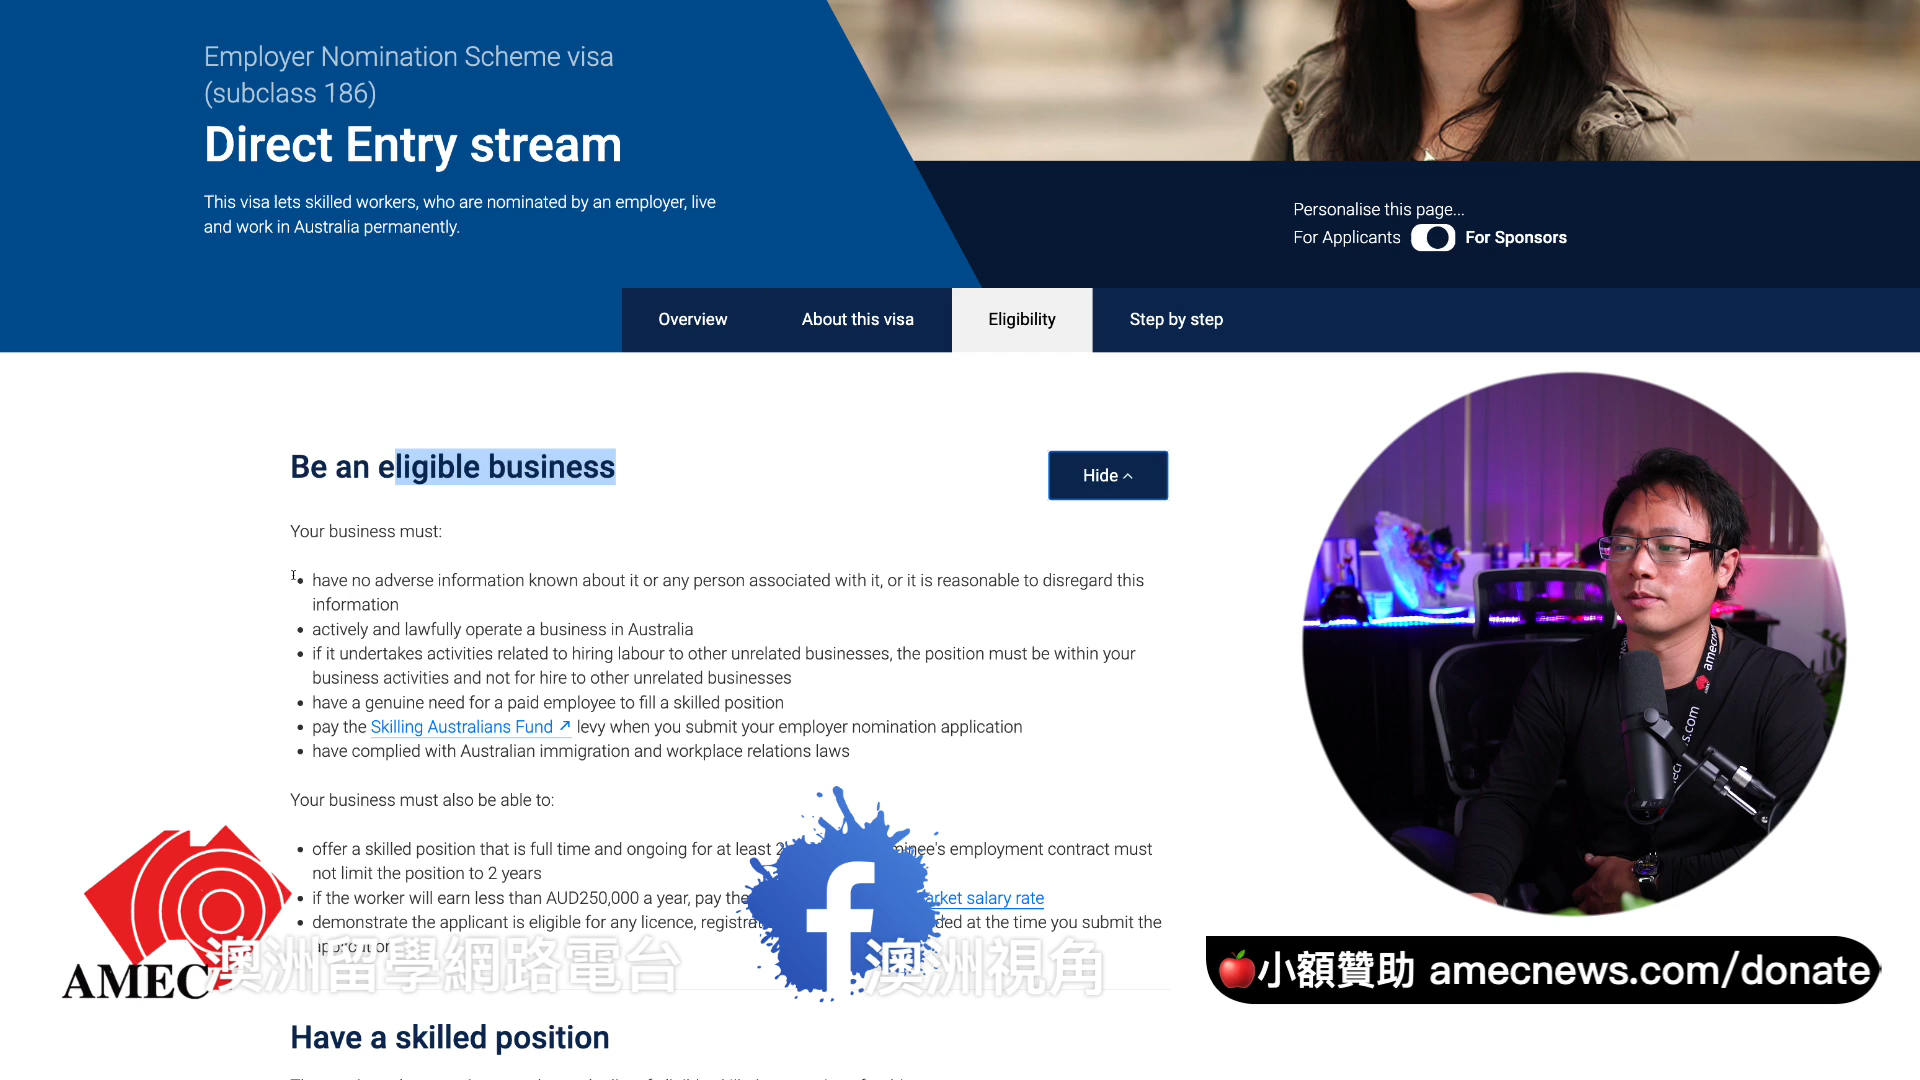 Employer Nomination Scheme visa
(subclass 186)
Direct Entry stream
This visa lets skilled workers, who are nominated by an employer, live
and work in Australia permanently.
Personalise this page...
For Applicants For Sponsors
Overview About this visa Eligibility Step by step
Be an eligible business
Hide
Your business must:
• have no adverse information known about it or any person associated with it, or it is reasonable to disregard this
information
• actively and lawfully operate a business in Australia
• if it undertakes activities related to hiring labour to other unrelated businesses, the position must be within your
business activities and not for hire to other unrelated businesses
• have a genuine need for a paid employee to fill a skilled position
• pay the Skilling Australians Fund ↗ levy when you submit your employer nomination application
• have complied with Australian immigration and workplace relations laws
Your business must also be able to:
• offer a skilled position that is full time and ongoing for at least 2 employment contract must
not limit the position to 2 years
• if the worker will earn less than AUD250,000 a year, pay the salary rate
• demonstrate the applicant is eligible for any licence, at the time you submit the
AMEC 澳洲留學網路電台
f 澳洲視角
小額贊助 amecnews.com/donate
Have a skilled position
amecnews
s.com